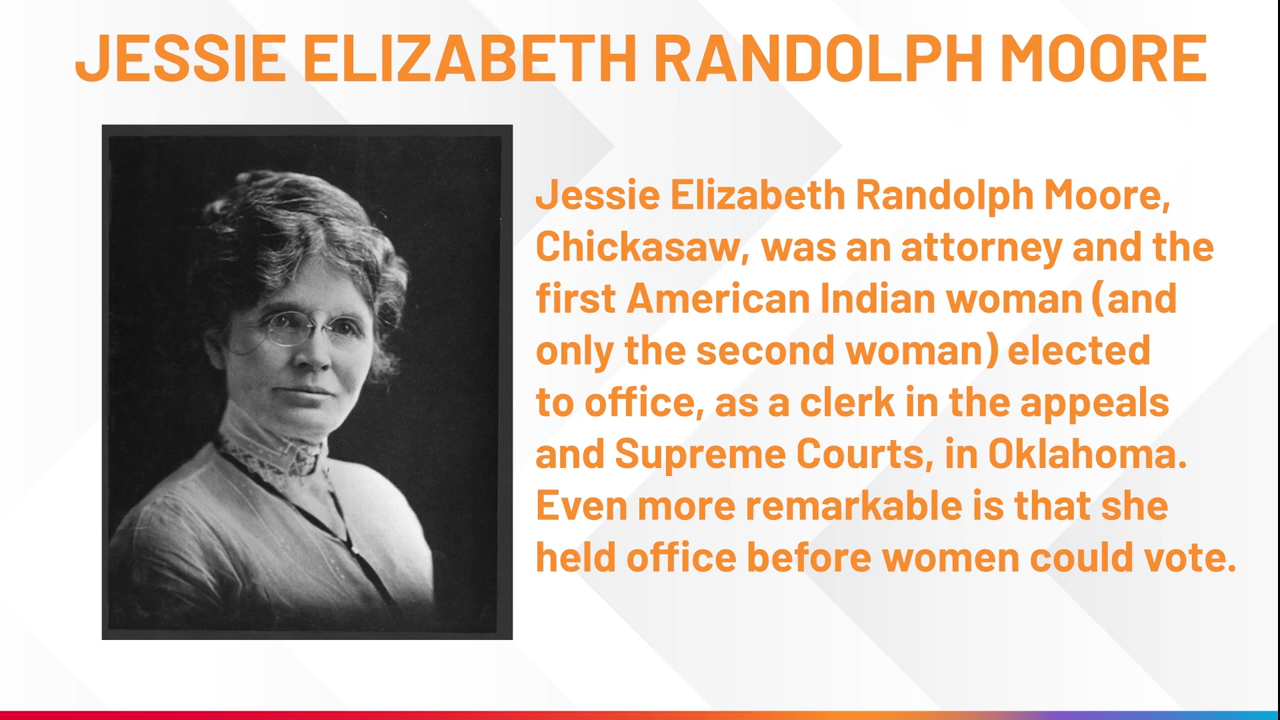 JESSIE ELIZABETH RANDOLPH MOORE
Jessie Elizabeth Randolph Moore,
Chickasaw, was an attorney and the
first American Indian woman (and
only the second woman) elected
to office, as a clerk in the appeals
and Supreme Courts, in Oklahoma.
Even more remarkable is that she
held office before women could vote.